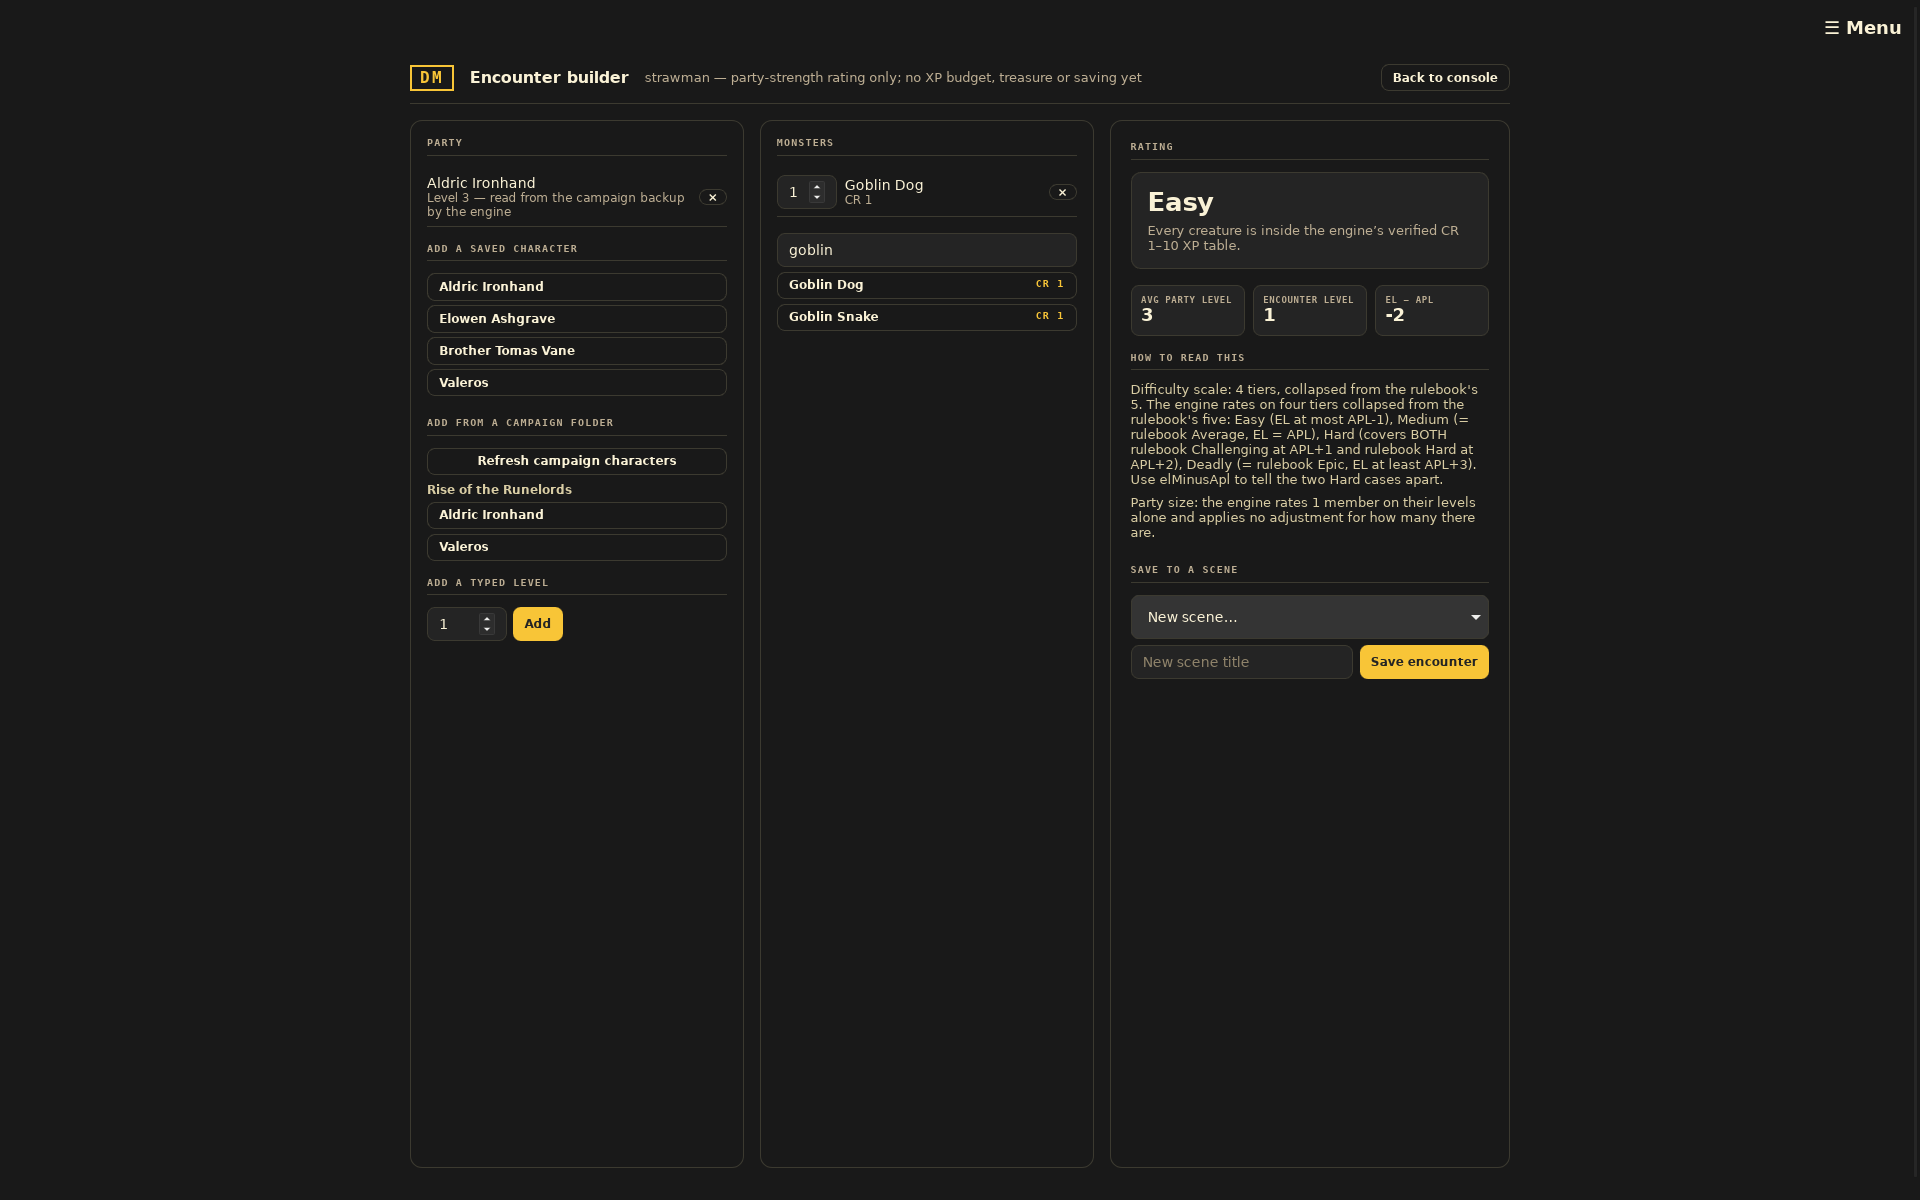 ☰ Menu
DM
Encounter builder
strawman — party-strength rating only; no XP budget, treasure or saving yet
Back to console
PARTY
Aldric Ironhand
Level 3 — read from the campaign backup
by the engine
×
ADD A SAVED CHARACTER
Aldric Ironhand
Elowen Ashgrave
Brother Tomas Vane
Valeros
ADD FROM A CAMPAIGN FOLDER
Refresh campaign characters
Rise of the Runelords
Aldric Ironhand
Valeros
ADD A TYPED LEVEL
1
Add
MONSTERS
1
Goblin Dog
CR 1
×
goblin
Goblin Dog CR 1
Goblin Snake CR 1
RATING
Easy
Every creature is inside the engine’s verified CR
1–10 XP table.
AVG PARTY LEVEL
3
ENCOUNTER LEVEL
1
EL − APL
-2
HOW TO READ THIS
Difficulty scale: 4 tiers, collapsed from the rulebook's
5. The engine rates on four tiers collapsed from the
rulebook's five: Easy (EL at most APL-1), Medium (=
rulebook Average, EL = APL), Hard (covers BOTH
rulebook Challenging at APL+1 and rulebook Hard at
APL+2), Deadly (= rulebook Epic, EL at least APL+3).
Use elMinusApl to tell the two Hard cases apart.
Party size: the engine rates 1 member on their levels
alone and applies no adjustment for how many there
are.
SAVE TO A SCENE
New scene…
New scene title
Save encounter